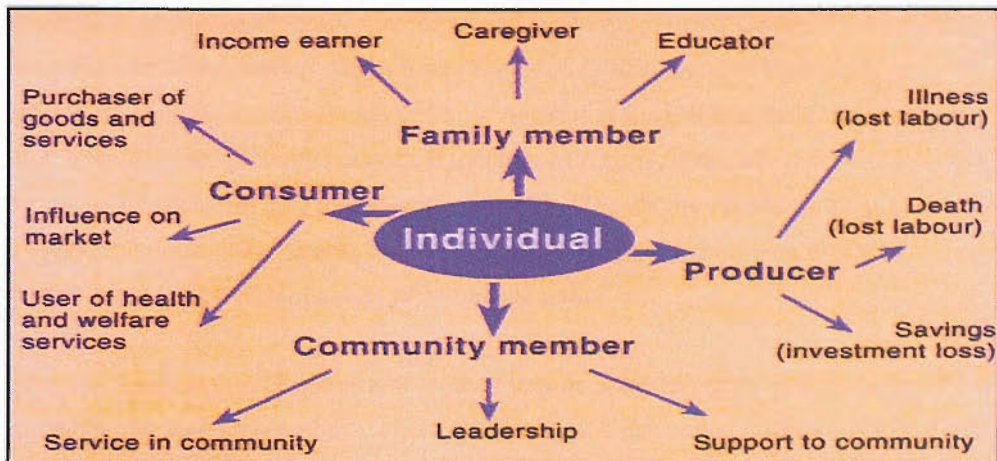 Income earner
Caregiver
Educator
Purchaser of
goods and
services
Family member
Illness
(lost labour)
Consumer
Influence on
market
Individual
Death
(lost labour)
Producer
User of health
and welfare
services
Community member
Savings
(investment loss)
Service in community
Leadership
Support to community